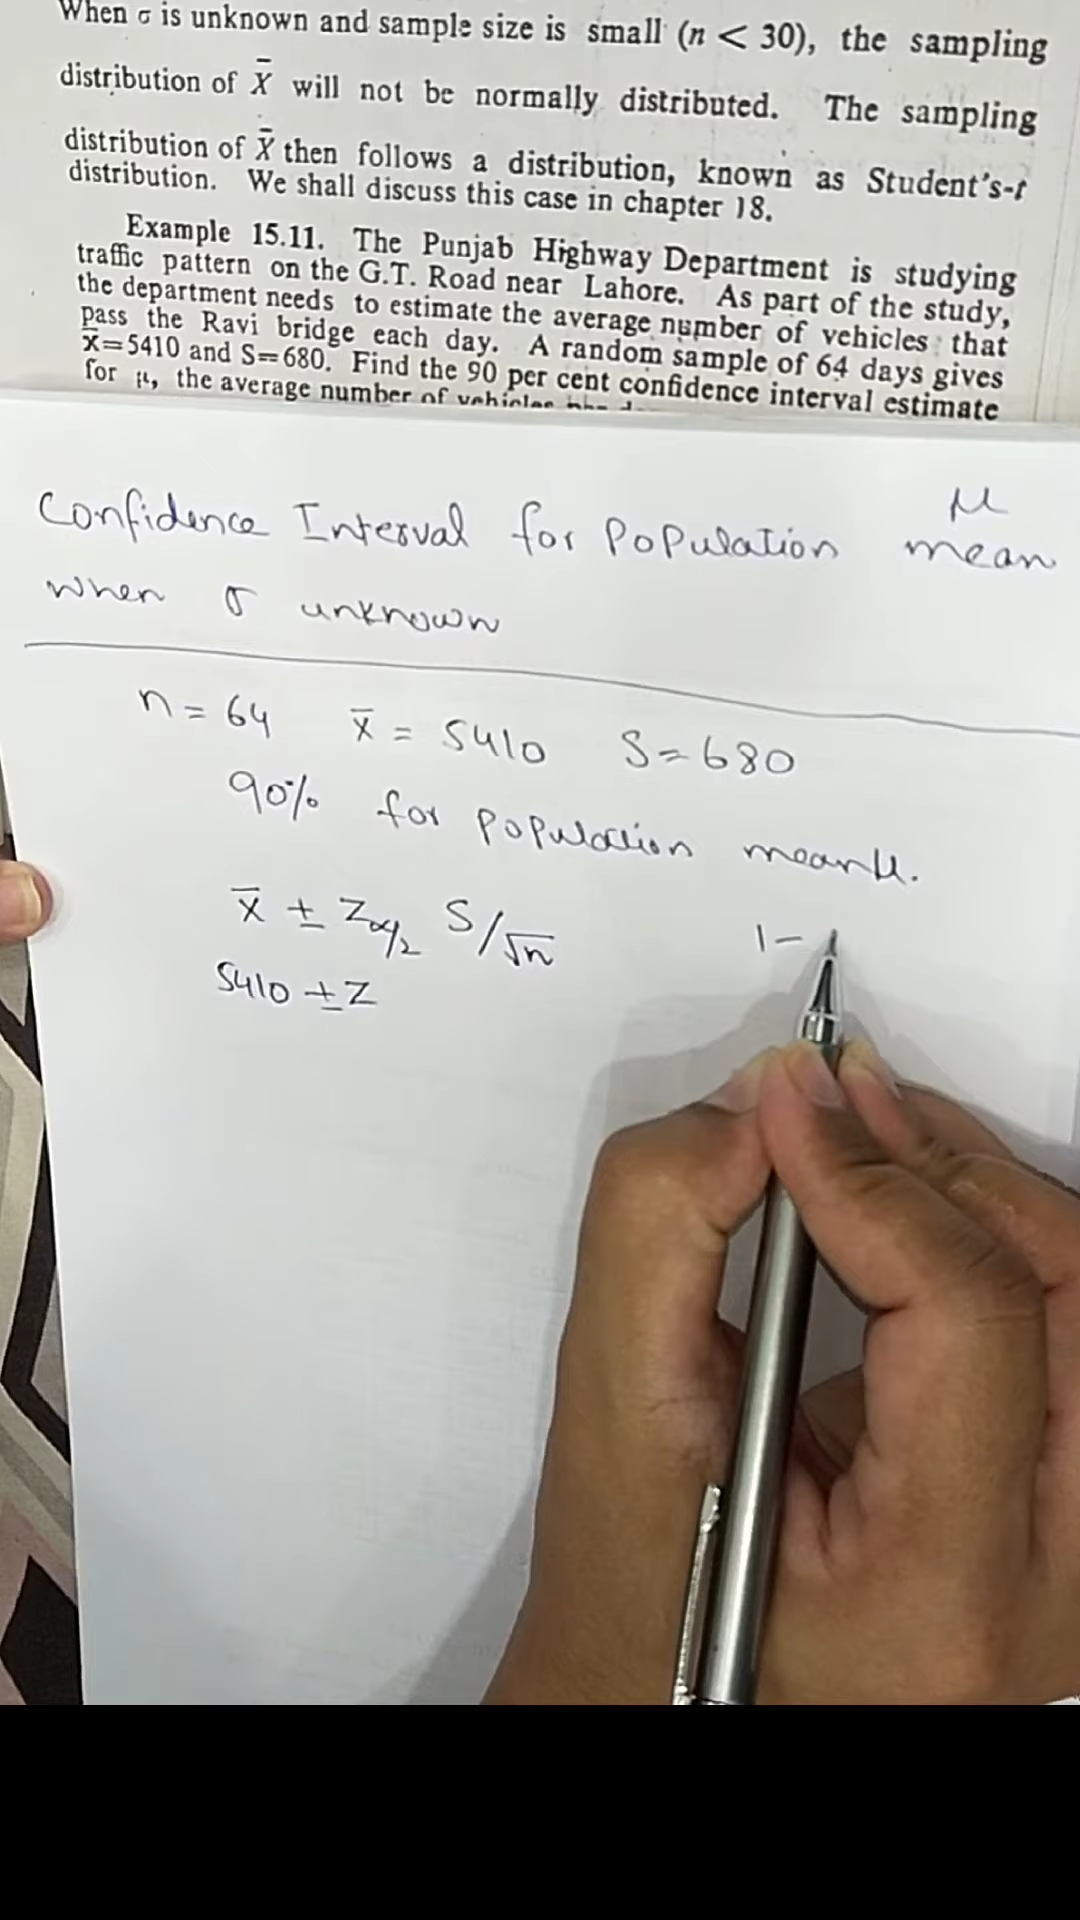 When σ is unknown and sample size is small (n < 30), the sampling
distribution of X̄ will not be normally distributed. The sampling
distribution of X̄ then follows a distribution, known as Student's-t
distribution. We shall discuss this case in chapter 18.
Example 15.11. The Punjab Highway Department is studying
traffic pattern on the G.T. Road near Lahore. As part of the study,
the department needs to estimate the average number of vehicles that
pass the Ravi bridge each day. A random sample of 64 days gives
x̄=5410 and S=680. Find the 90 per cent confidence interval estimate
for μ, the average number of vehicles
μ
Confidence Interval for Population mean
when σ unknown
n = 64 x̄ = 5410 S=680
90% for population mean μ.
x̄ ± Zα/2 S/√n
1-
5410 ± Z